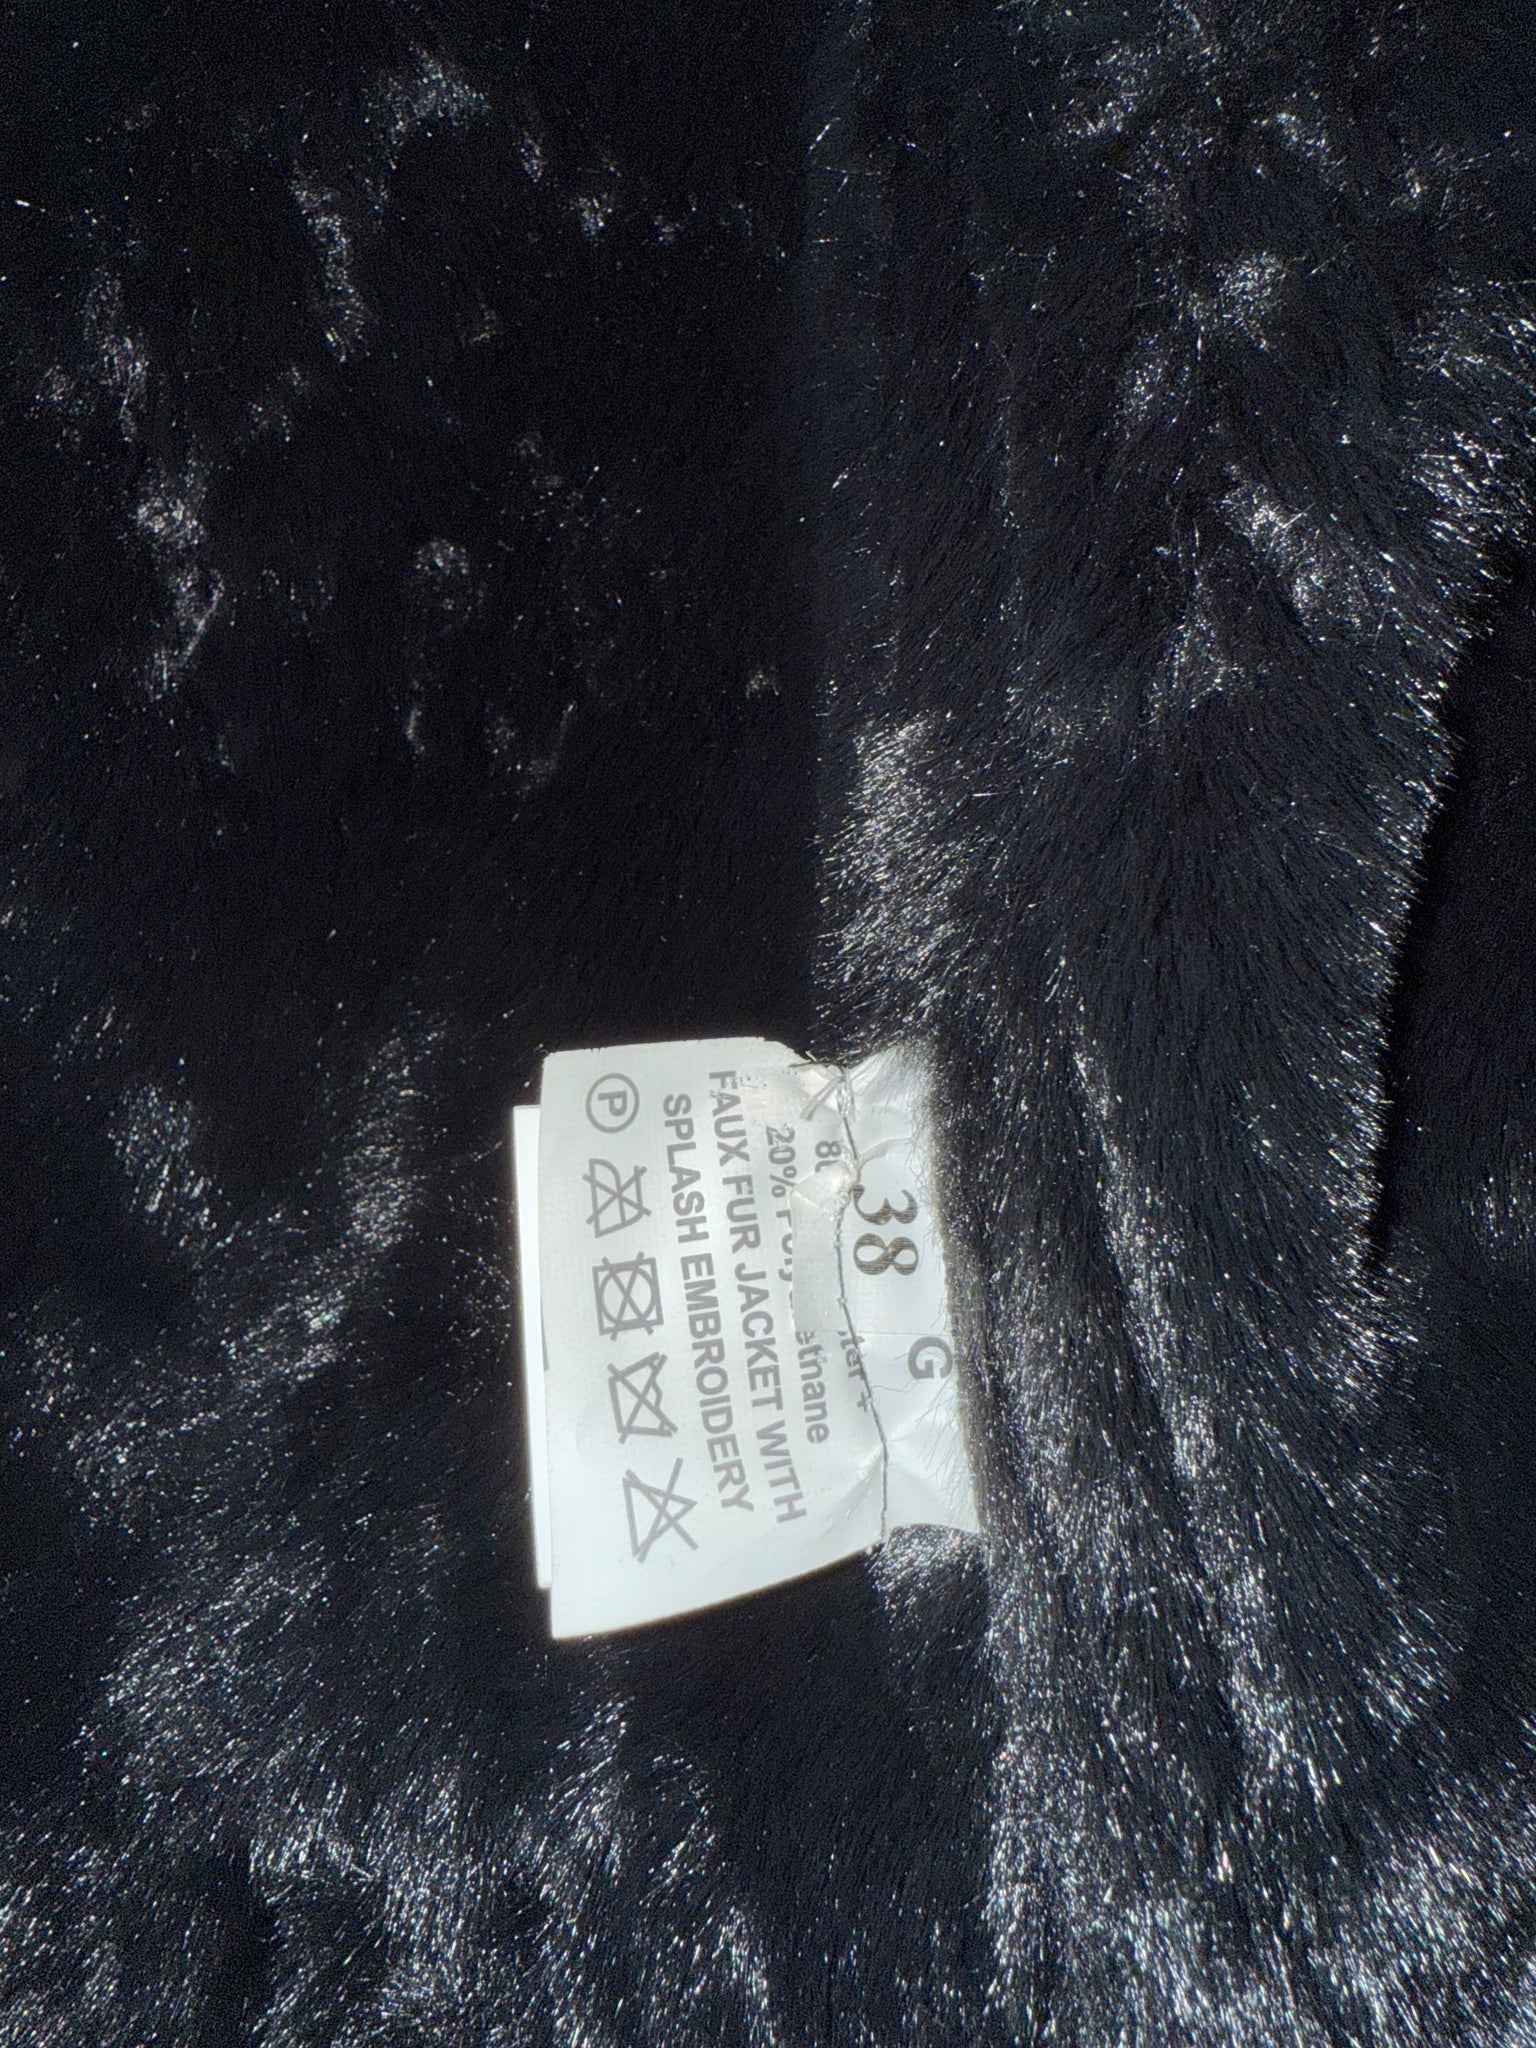 38
G
20%
FAUX FUR JACKET WITH
SPLASH EMBROIDERY
P